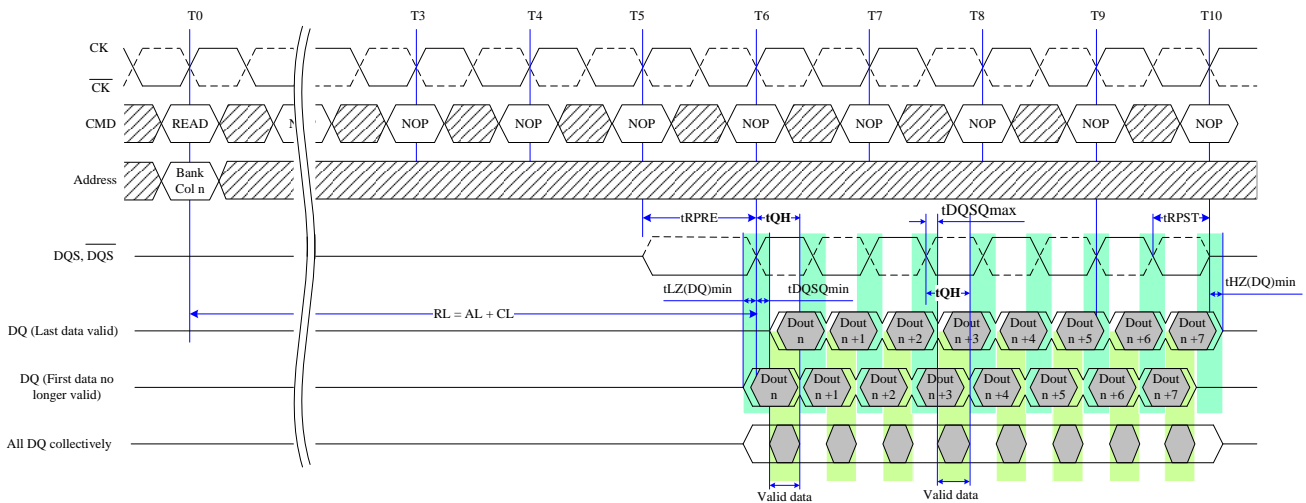 T0 T3 T4 T5 T6 T7 T8 T9 T10
CK
CK
CMD READ NOP NOP NOP NOP NOP NOP NOP NOP
Address Bank
Col n
tRPRE tQH tDQSQmax tRPST
DQS, DQS
tLZ(DQ)min tDQSQmin tQH tHZ(DQ)min
RL = AL + CL
DQ (Last data valid) Dout Dout Dout Dout Dout Dout Dout Dout
n n +1 n +2 n +3 n +4 n +5 n +6 n +7
DQ (First data no
longer valid) Dout Dout Dout Dout Dout Dout Dout Dout
n n +1 n +2 n +3 n +4 n +5 n +6 n +7
All DQ collectively
Valid data Valid data